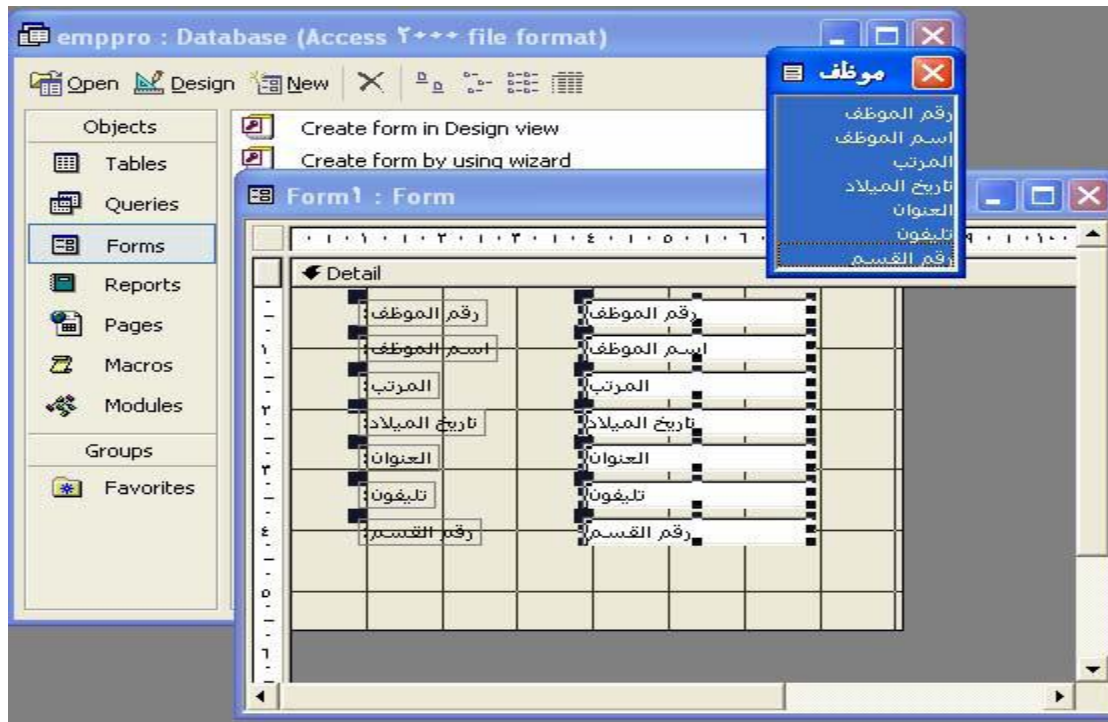 emppro : Database (Access ٢٠٠٠ file format)
Open Design New
Objects
Tables
Queries
Forms
Reports
Pages
Macros
Modules
Groups
Favorites
Create form in Design view
Create form by using wizard
موظف
رقم الموظف
اسم الموظف
المرتب
تاريخ الميلاد
العنوان
تليفون
رقم القسم
Form١ : Form
Detail
رقم الموظف: رقم الموظف
اسم الموظف: اسم الموظف
المرتب: المرتب
تاريخ الميلاد: تاريخ الميلاد
العنوان: العنوان
تليفون: تليفون
رقم القسم: رقم القسم